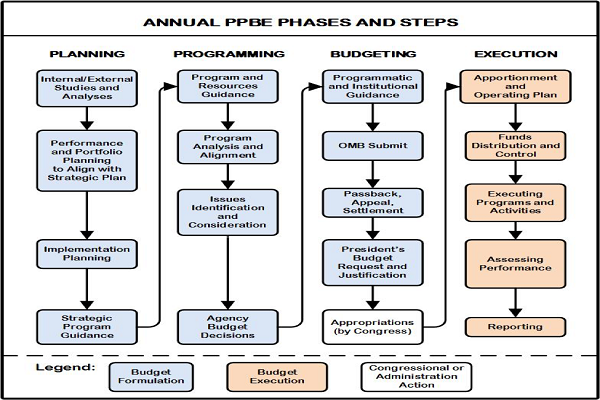 ANNUAL PPBE PHASES AND STEPS
PLANNING
Internal/External
Studies and
Analyses
Performance
and Portfolio
Planning
to Align with
Strategic Plan
Implementation
Planning
Strategic
Program
Guidance
PROGRAMMING
Program and
Resources
Guidance
Program
Analysis and
Alignment
Issues
Identification
and
Consideration
Agency
Budget
Decisions
BUDGETING
Programmatic
and Institutional
Guidance
OMB Submit
Passback,
Appeal,
Settlement
President's
Budget
Request and
Justification
Appropriations
(by Congress)
EXECUTION
Apportionment
and
Operating Plan
Funds
Distribution and
Control
Executing
Programs and
Activities
Assessing
Performance
Reporting
Legend:
Budget
Formulation
Budget
Execution
Congressional or
Administration
Action